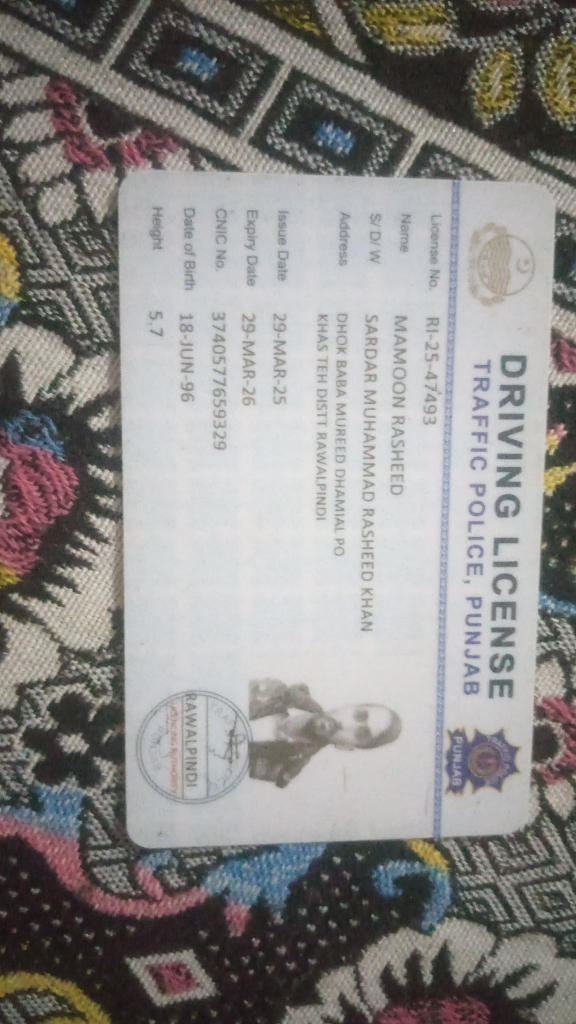 DRIVING LICENSE
TRAFFIC POLICE, PUNJAB
PUNJAB
License No. RI-25-47493
Name MAMOON RASHEED
S/ D/ W SARDAR MUHAMMAD RASHEED KHAN
Address DHOK BABA MUREED DHAMIAL PO
KHAS TEH DISTT RAWALPINDI
Issue Date 29-MAR-25
Expiry Date 29-MAR-26
CNIC No. 3740577659329
Date of Birth 18-JUN-96
Height 5.7
RAWALPINDI
AUTHORITY